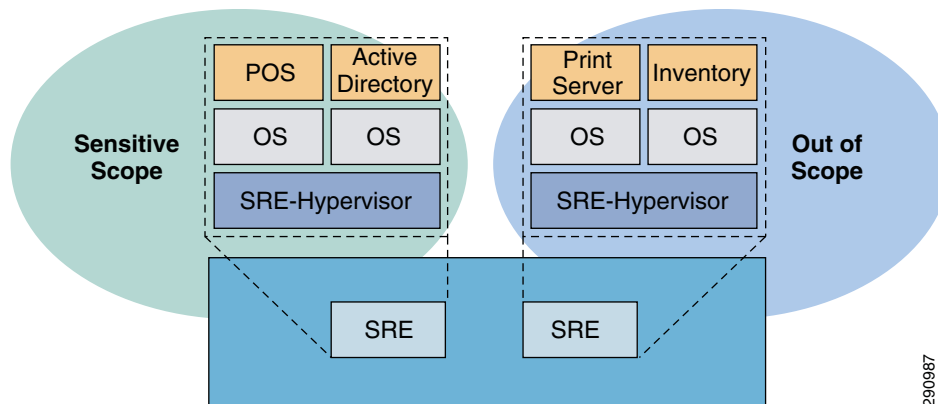 POS
Active
Directory
Print
Server
Inventory
OS
OS
OS
OS
Sensitive
Scope
Out of
Scope
SRE-Hypervisor
SRE-Hypervisor
SRE
SRE
290987